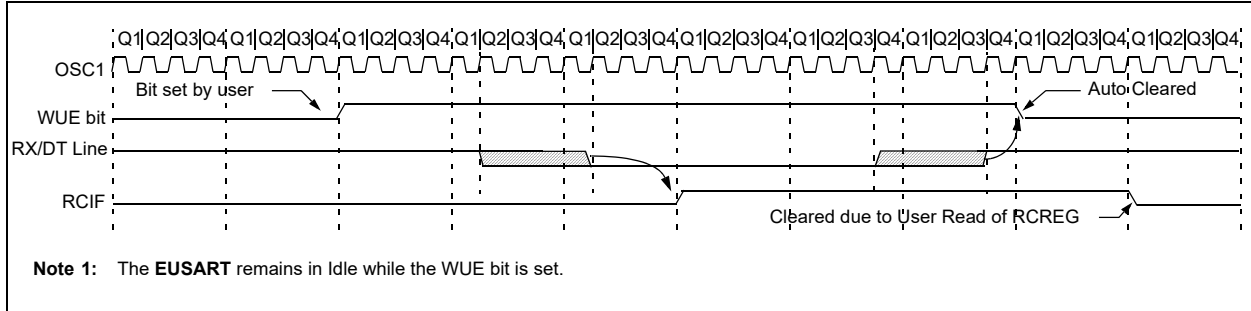 Q1 Q2 Q3 Q4 Q1 Q2 Q3 Q4 Q1 Q2 Q3 Q4 Q1 Q2 Q3 Q4 Q1 Q2 Q3 Q4 Q1 Q2 Q3 Q4 Q1 Q2 Q3 Q4 Q1 Q2 Q3 Q4 Q1 Q2 Q3 Q4 Q1 Q2 Q3 Q4
OSC1
Bit set by user Auto Cleared
WUE bit
RX/DT Line
RCIF
Cleared due to User Read of RCREG
Note 1: The EUSART remains in Idle while the WUE bit is set.